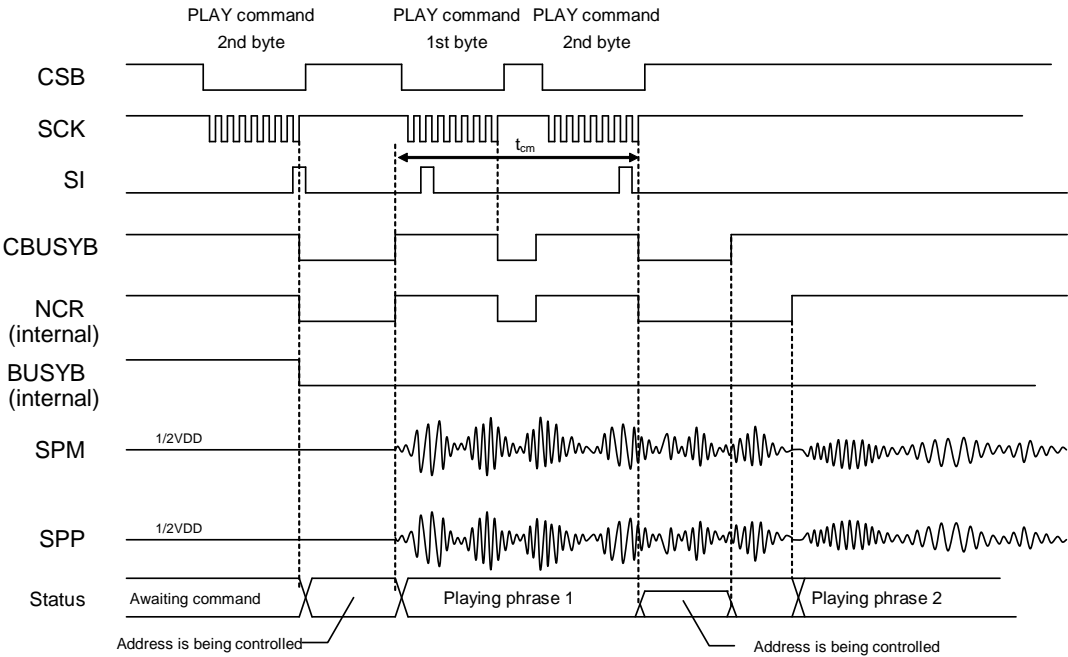 PLAY command
2nd byte
PLAY command
1st byte
PLAY command
2nd byte
CSB
SCK
tcm
SI
CBUSYB
NCR
(internal)
BUSYB
(internal)
SPM
1/2VDD
SPP
1/2VDD
Status
Awaiting command
Playing phrase 1
Playing phrase 2
Address is being controlled
Address is being controlled